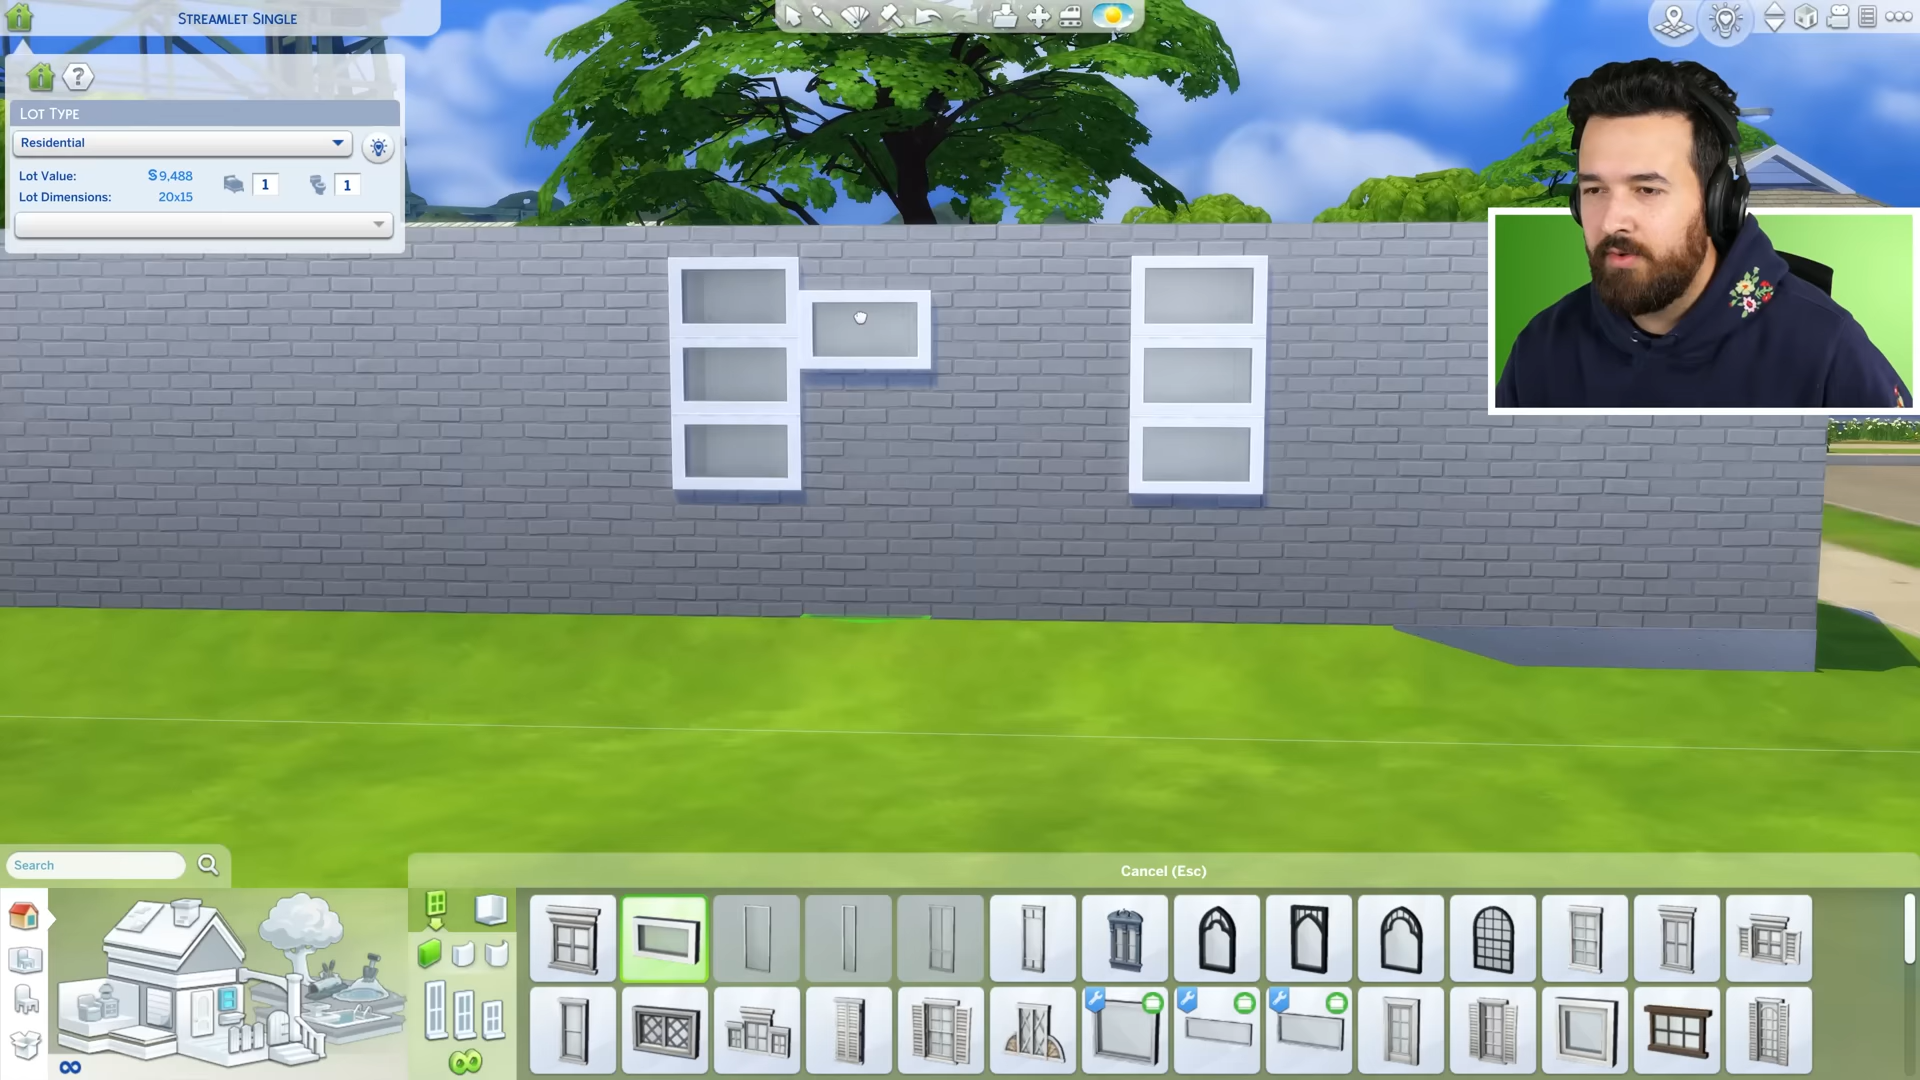 STREAMLET SINGLE
LOT TYPE
Residential
Lot Value: $9,488 1 1
Lot Dimensions: 20x15
Search
Cancel (Esc)